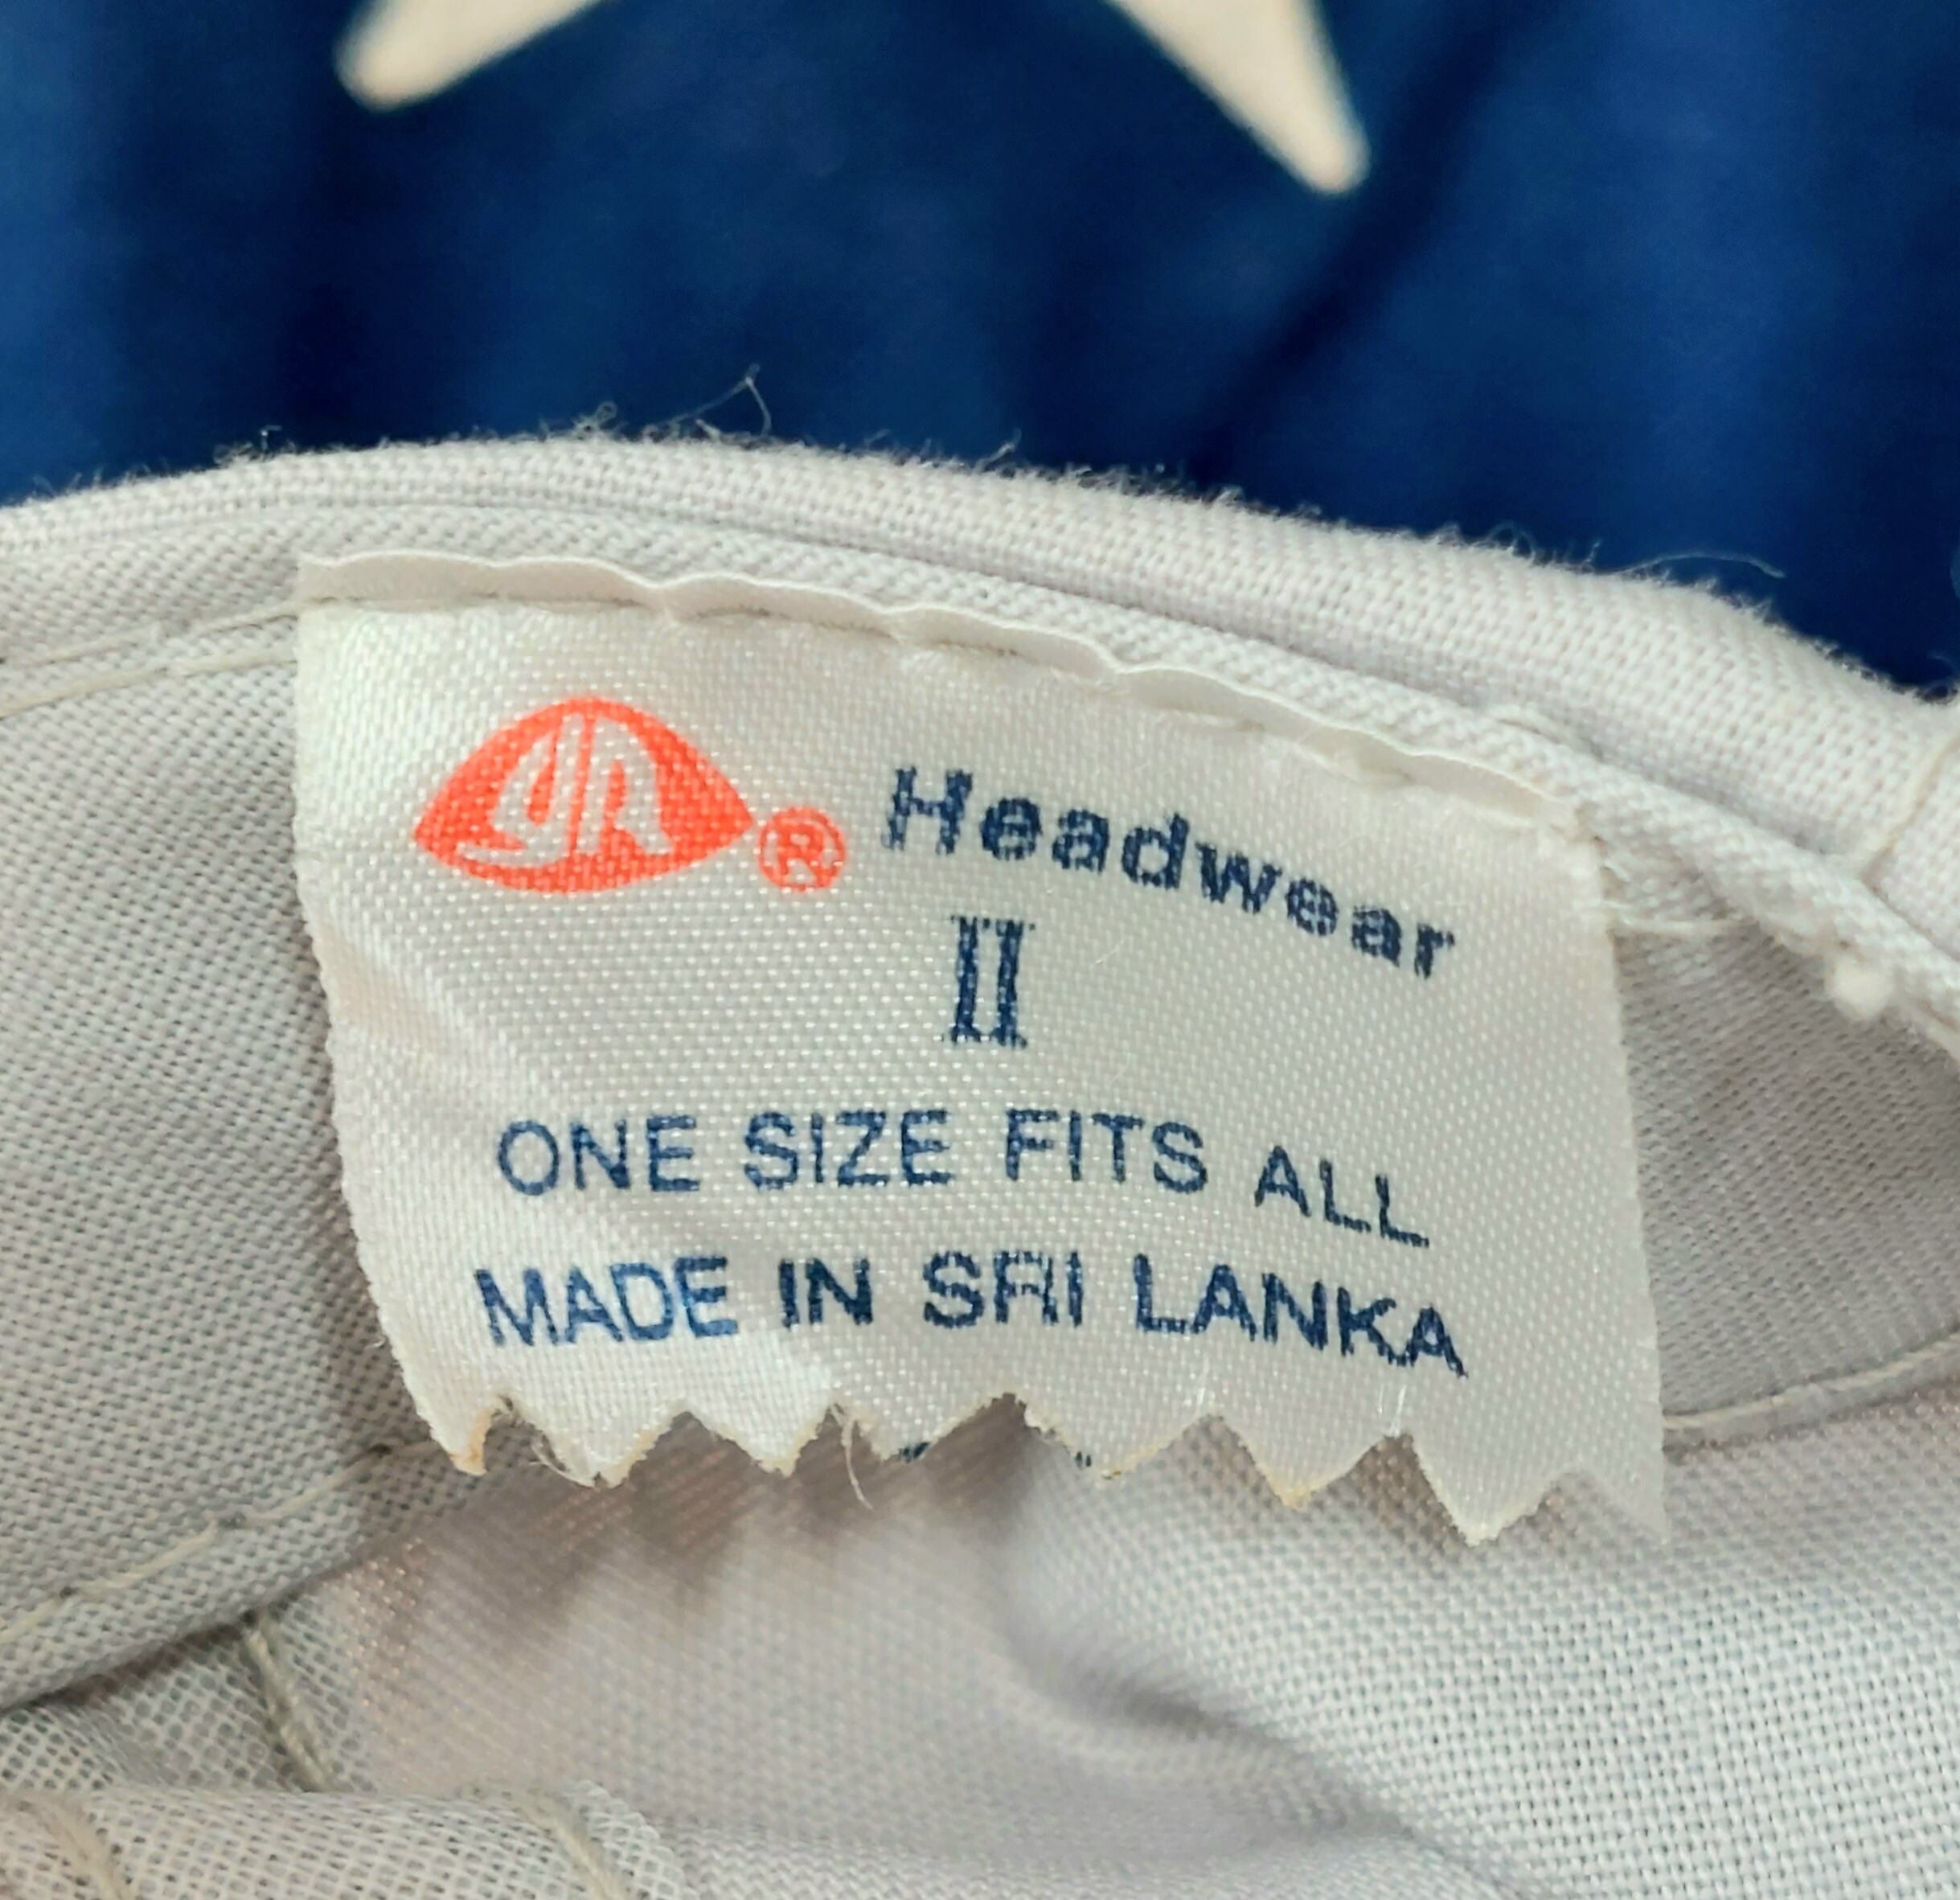 ® Headwear
II
ONE SIZE FITS ALL
MADE IN SRI LANKA